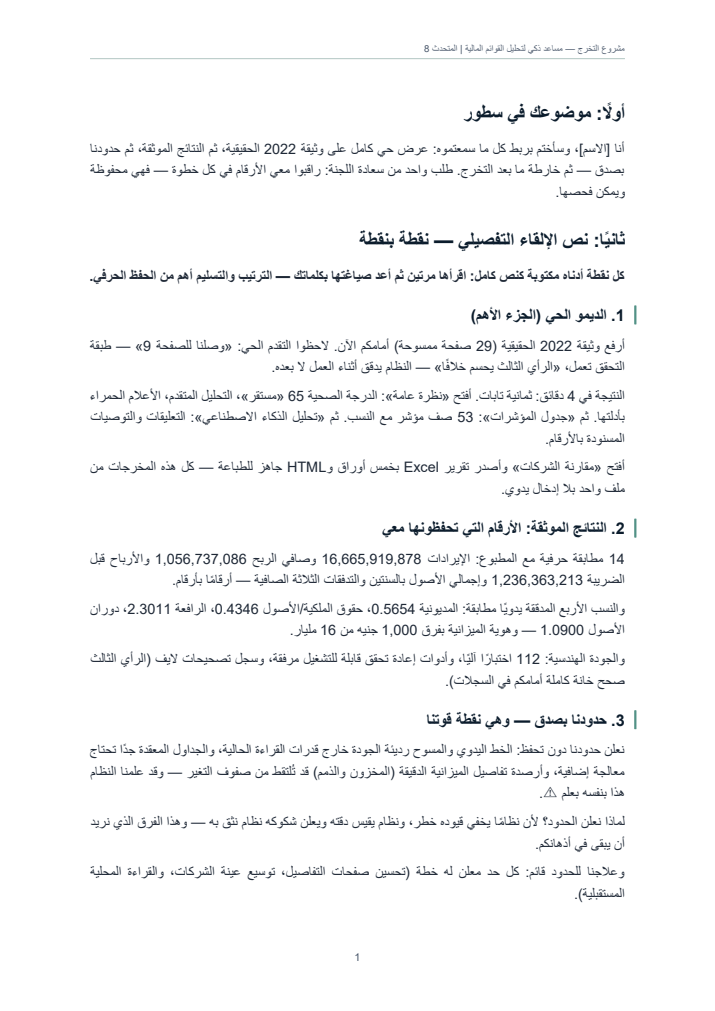 مشروع التخرج — مساعد ذكي لتحليل القوائم المالية | المتحدث 8
أولًا: موضوعك في سطور
أنا [الاسم]، وسأختم بربط كل ما سمعتموه: عرض حي كامل على وثيقة 2022 الحقيقية، ثم النتائج الموثقة، ثم حدودنا
بصدق — ثم خارطة ما بعد التخرج. طلب واحد من سعادة اللجنة: راقبوا معي الأرقام في كل خطوة — فهي محفوظة
ويمكن فحصها.
ثانيًا: نص الإلقاء التفصيلي — نقطة بنقطة
كل نقطة أدناه مكتوبة كنص كامل: اقرأها مرتين ثم أعد صياغتها بكلماتك — الترتيب والتسليم أهم من الحفظ الحرفي.
1. الديمو الحي (الجزء الأهم)
أرفع وثيقة 2022 الحقيقية (29 صفحة ممسوحة) أمامكم الآن. لاحظوا التقدم الحي: «وصلنا للصفحة 9» — طبقة
التحقق تعمل، «الرأي الثالث يحسم خلافًا» — النظام يدقق أثناء العمل لا بعده.
النتيجة في 4 دقائق: ثمانية تابات. أفتح «نظرة عامة»: الدرجة الصحية 65 «مستقر»، التحليل المتقدم، الأعلام الحمراء
بأدلتها. ثم «جدول المؤشرات»: 53 صف مؤشر مع النسب. ثم «تحليل الذكاء الاصطناعي»: التعليقات والتوصيات
المسنودة بالأرقام.
أفتح «مقارنة الشركات» وأصدر تقرير Excel بخمس أوراق وHTML جاهز للطباعة — كل هذه المخرجات من
ملف واحد بلا إدخال يدوي.
2. النتائج الموثقة: الأرقام التي تحفظونها معي
14 مطابقة حرفية مع المطبوع: الإيرادات 16,665,919,878 وصافي الربح 1,056,737,086 والأرباح قبل
الضريبة 1,236,363,213 وإجمالي الأصول بالسنتين والتدفقات الثلاثة الصافية — أرقامًا بأرقام.
والنسب الأربع المدققة يدويًا مطابقة: المديونية 0.5654، حقوق الملكية/الأصول 0.4346، الرافعة 2.3011، دوران
الأصول 1.0900 — وهوية الميزانية بفرق 1,000 جنيه من 16 مليار.
والجودة الهندسية: 112 اختبارًا آليًا، وأدوات إعادة تحقق قابلة للتشغيل مرفقة، وسجل تصحيحات لايف (الرأي الثالث
صحح خانة كاملة أمامكم في السجلات).
3. حدودنا بصدق — وهي نقطة قوتنا
نعلن حدودنا دون تحفظ: الخط اليدوي والمسوح رديئة الجودة خارج قدرات القراءة الحالية، والجداول المعقدة جدًا تحتاج
معالجة إضافية، وأرصدة تفاصيل الميزانية الدقيقة (المخزون والذمم) قد تُلتقط من صفوف التغير — وقد علمنا النظام
هذا بنفسه بعلم ⚠.
لماذا نعلن الحدود؟ لأن نظامًا يخفي قيوده خطر، ونظام يقيس دقته ويعلن شكوكه نظام نثق به — وهذا الفرق الذي نريد
أن يبقى في أذهانكم.
وعلاجنا للحدود قائم: كل حد معلن له خطة (تحسين صفحات التفاصيل، توسيع عينة الشركات، والقراءة المحلية
المستقبلية).
1